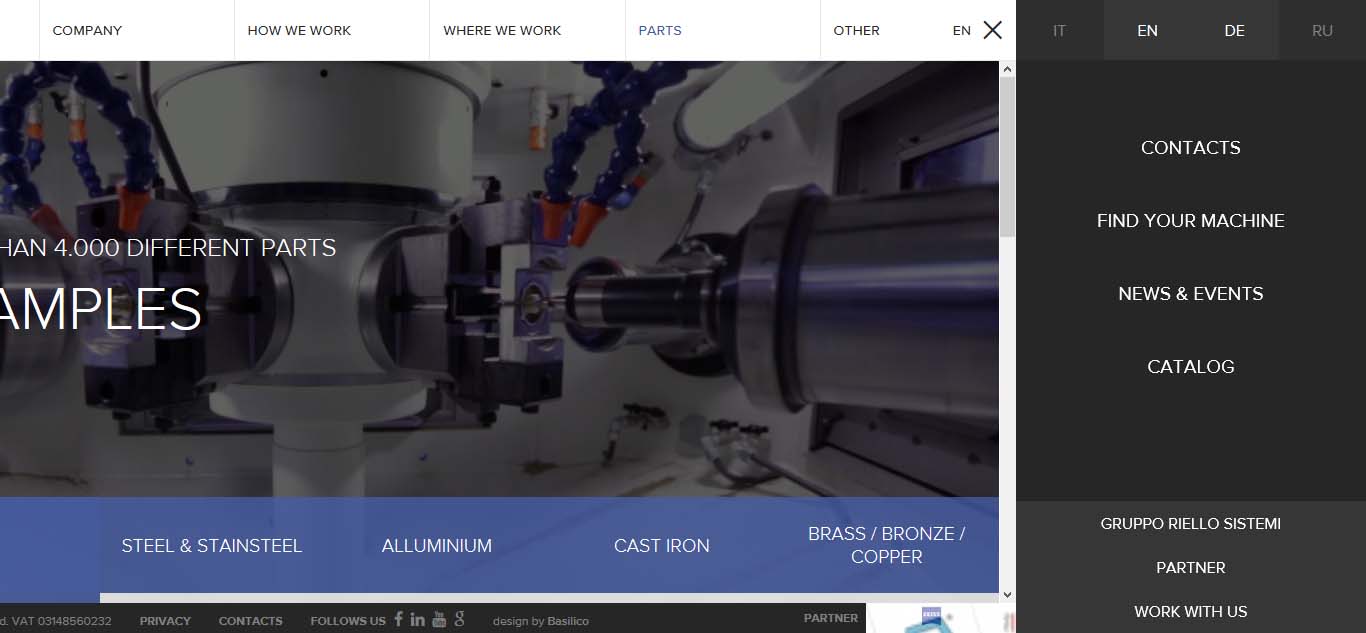 COMPANY
HOW WE WORK
WHERE WE WORK
PARTS
OTHER
EN
IT
EN
DE
RU
HAN 4.000 DIFFERENT PARTS
AMPLES
STEEL & STAINSTEEL
ALLUMINIUM
CAST IRON
BRASS / BRONZE /
COPPER
CONTACTS
FIND YOUR MACHINE
NEWS & EVENTS
CATALOG
GRUPPO RIELLO SISTEMI
PARTNER
WORK WITH US
d. VAT 03148560232
PRIVACY
CONTACTS
FOLLOWS US
design by Basilico
PARTNER
ZEISS